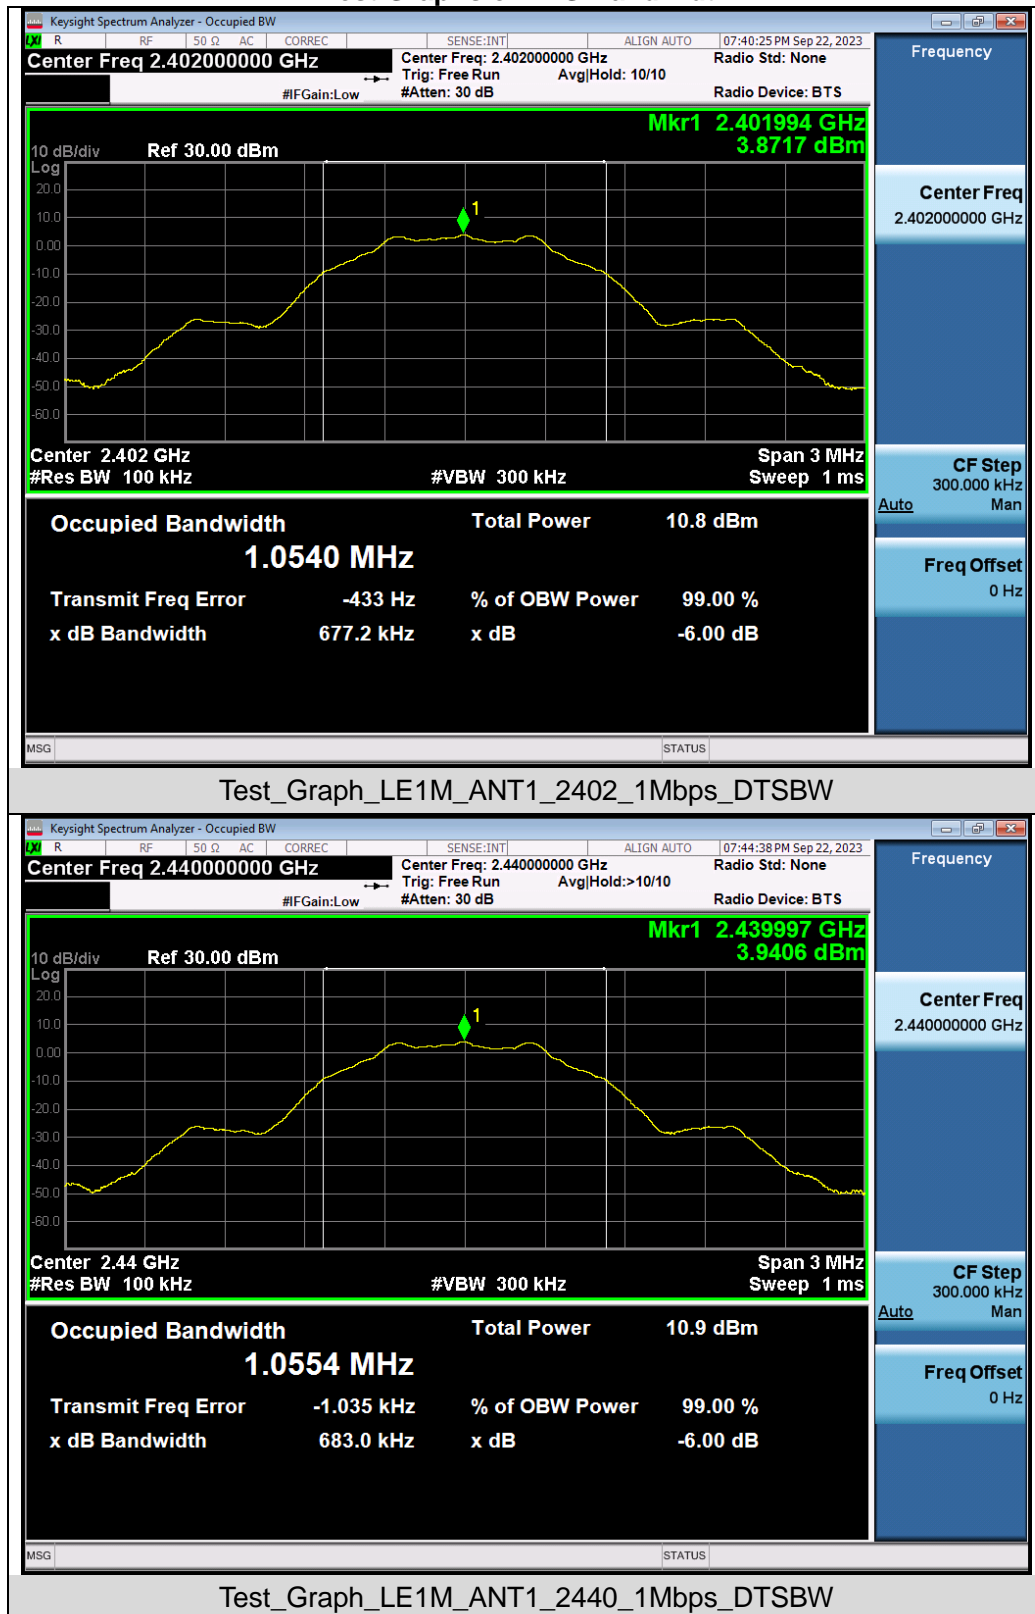 Keysight Spectrum Analyzer - Occupied BW
LXI R RF 50 Ω AC CORREC SENSE:INT ALIGN AUTO 07:40:25 PM Sep 22, 2023
Center Freq 2.402000000 GHz Center Freq: 2.402000000 GHz Radio Std: None Frequency
Trig: Free Run Avg|Hold: 10/10
#IFGain:Low #Atten: 30 dB Radio Device: BTS
Mkr1 2.401994 GHz
10 dB/div Ref 30.00 dBm 3.8717 dBm
Log
20.0
10.0
0.00
-10.0
-20.0
-30.0
-40.0
-50.0
-60.0
1
Center Freq
2.402000000 GHz
Center 2.402 GHz Span 3 MHz
#Res BW 100 kHz #VBW 300 kHz Sweep 1 ms
CF Step
300.000 kHz
Auto Man
Freq Offset
0 Hz
Occupied Bandwidth Total Power 10.8 dBm
1.0540 MHz
Transmit Freq Error -433 Hz % of OBW Power 99.00 %
x dB Bandwidth 677.2 kHz x dB -6.00 dB
MSG STATUS
Test_Graph_LE1M_ANT1_2402_1Mbps_DTSBW
Keysight Spectrum Analyzer - Occupied BW
LXI R RF 50 Ω AC CORREC SENSE:INT ALIGN AUTO 07:44:38 PM Sep 22, 2023
Center Freq 2.440000000 GHz Center Freq: 2.440000000 GHz Radio Std: None Frequency
Trig: Free Run Avg|Hold:>10/10
#IFGain:Low #Atten: 30 dB Radio Device: BTS
Mkr1 2.439997 GHz
10 dB/div Ref 30.00 dBm 3.9406 dBm
Log
20.0
10.0
0.00
-10.0
-20.0
-30.0
-40.0
-50.0
-60.0
1
Center Freq
2.440000000 GHz
Center 2.44 GHz Span 3 MHz
#Res BW 100 kHz #VBW 300 kHz Sweep 1 ms
CF Step
300.000 kHz
Auto Man
Freq Offset
0 Hz
Occupied Bandwidth Total Power 10.9 dBm
1.0554 MHz
Transmit Freq Error -1.035 kHz % of OBW Power 99.00 %
x dB Bandwidth 683.0 kHz x dB -6.00 dB
MSG STATUS
Test_Graph_LE1M_ANT1_2440_1Mbps_DTSBW